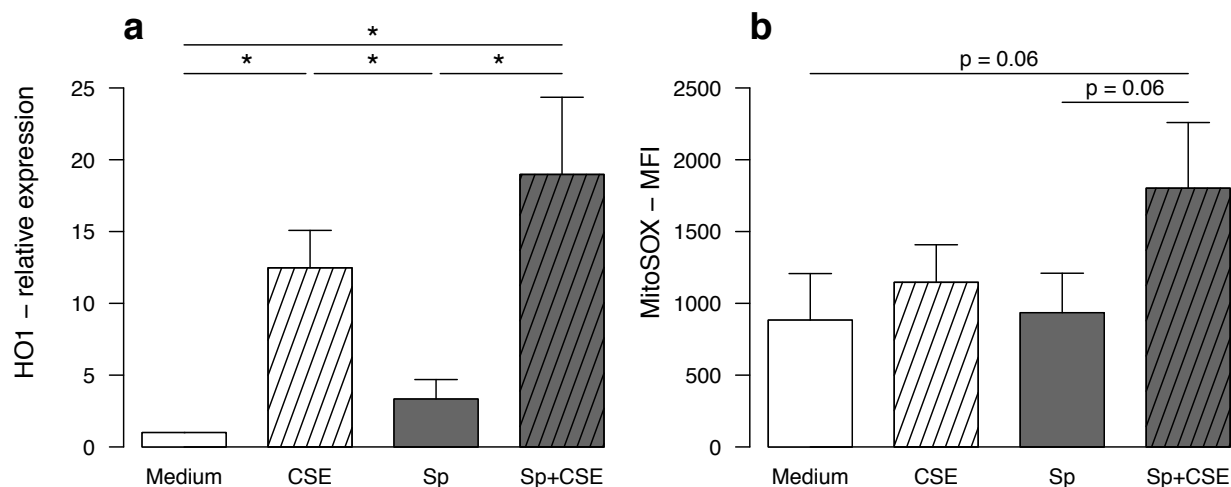 a
*
* * *
HO1 – relative expression
25
20
15
10
5
0
Medium CSE Sp Sp+CSE
b
p = 0.06
p = 0.06
MitoSOX – MFI
2500
2000
1500
1000
500
0
Medium CSE Sp Sp+CSE